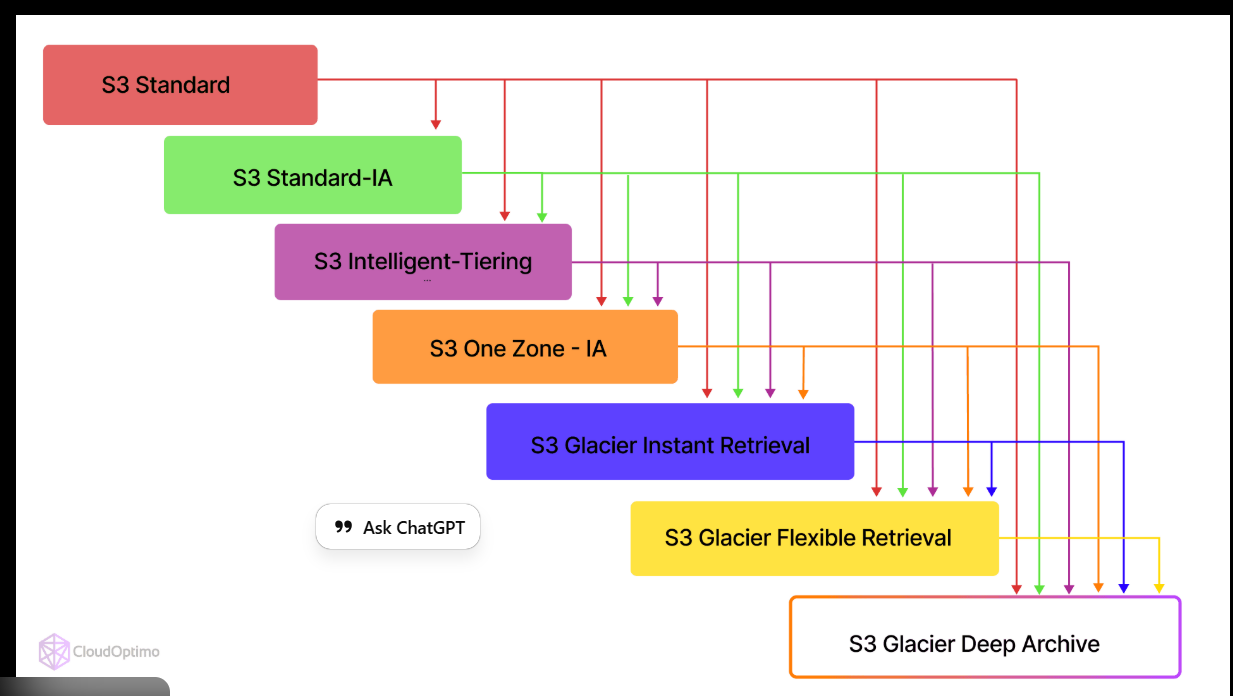 S3 Standard
S3 Standard-IA
S3 Intelligent-Tiering
...
S3 One Zone - IA
S3 Glacier Instant Retrieval
Ask ChatGPT
S3 Glacier Flexible Retrieval
S3 Glacier Deep Archive
CloudOptimo